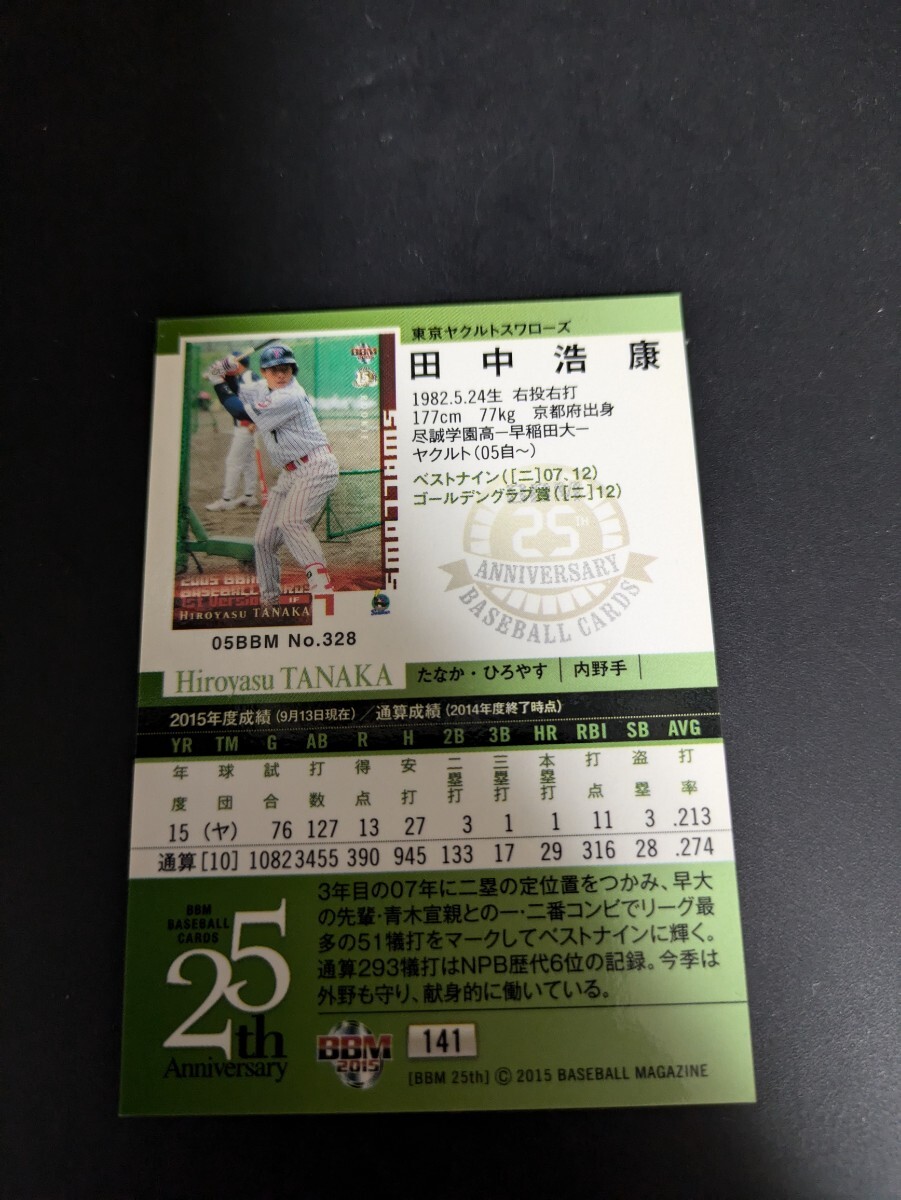 東京ヤクルトスワローズ
田中浩康
1982.5.24生 右投右打
177cm 77kg 京都府出身
尽誠学園高ー早稲田大ー
ヤクルト(05自〜)
ベストナイン([二]07、12)
ゴールデングラブ賞([二]12)
25TH
ANNIVERSARY
BASEBALL CARDS
BBM
15th
SWALLOWS
2005 BBM
BASEBALL CARDS
1st Version
IF
HIROYASU TANAKA
7
05BBM No.328
Hiroyasu TANAKA
たなか・ひろやす 内野手
2015年度成績(9月13日現在)/通算成績(2014年度終了時点)
YR TM G AB R H 2B 3B HR RBI SB AVG
年度 球団 試合 打数 得点 安打 二塁打 三塁打 本塁打 打点 盗塁 打率
15 (ヤ) 76 127 13 27 3 1 1 11 3 .213
通算[10] 1082 3455 390 945 133 17 29 316 28 .274
BBM
BASEBALL
CARDS
25th
Anniversary
3年目の07年に二塁の定位置をつかみ、早大
の先輩・青木宣親との一・二番コンビでリーグ最
多の51犠打をマークしてベストナインに輝く。
通算293犠打はNPB歴代6位の記録。今季は
外野も守り、献身的に働いている。
BBM
2015
141
[BBM 25th] © 2015 BASEBALL MAGAZINE